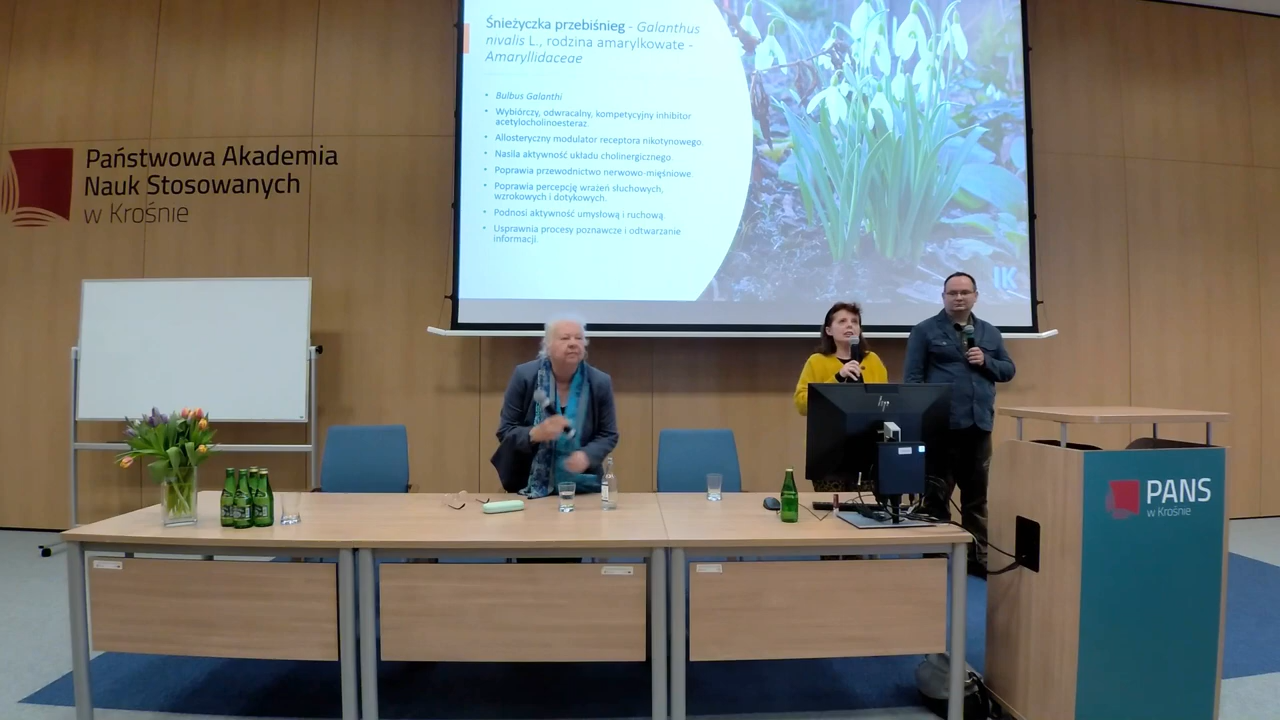 Śnieżyczka przebiśnieg - Galanthus
nivalis L., rodzina amarylkowate -
Amaryllidaceae
• Bulbus Galanthi
• Wybiórczy, odwracalny, kompetycyjny inhibitor
acetylocholinoesteraz.
• Allosteryczny modulator receptora nikotynowego.
• Nasila aktywność układu cholinergicznego.
• Poprawia przewodnictwo nerwowo-mięśniowe.
• Poprawia percepcję wrażeń słuchowych,
wzrokowych i dotykowych.
• Podnosi aktywność umysłową i ruchową.
• Usprawnia procesy poznawcze i odtwarzanie
informacji.
IK
Państwowa Akademia
Nauk Stosowanych
w Krośnie
hp
PANS
w Krośnie